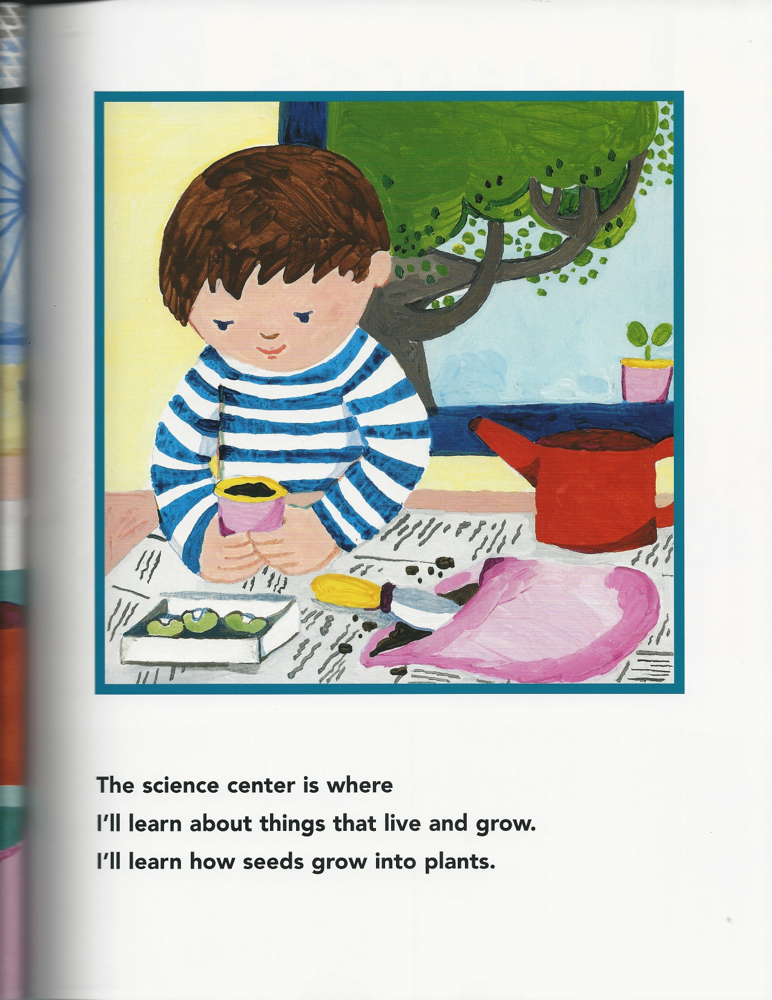 The science center is where
I'll learn about things that live and grow.
I'll learn how seeds grow into plants.